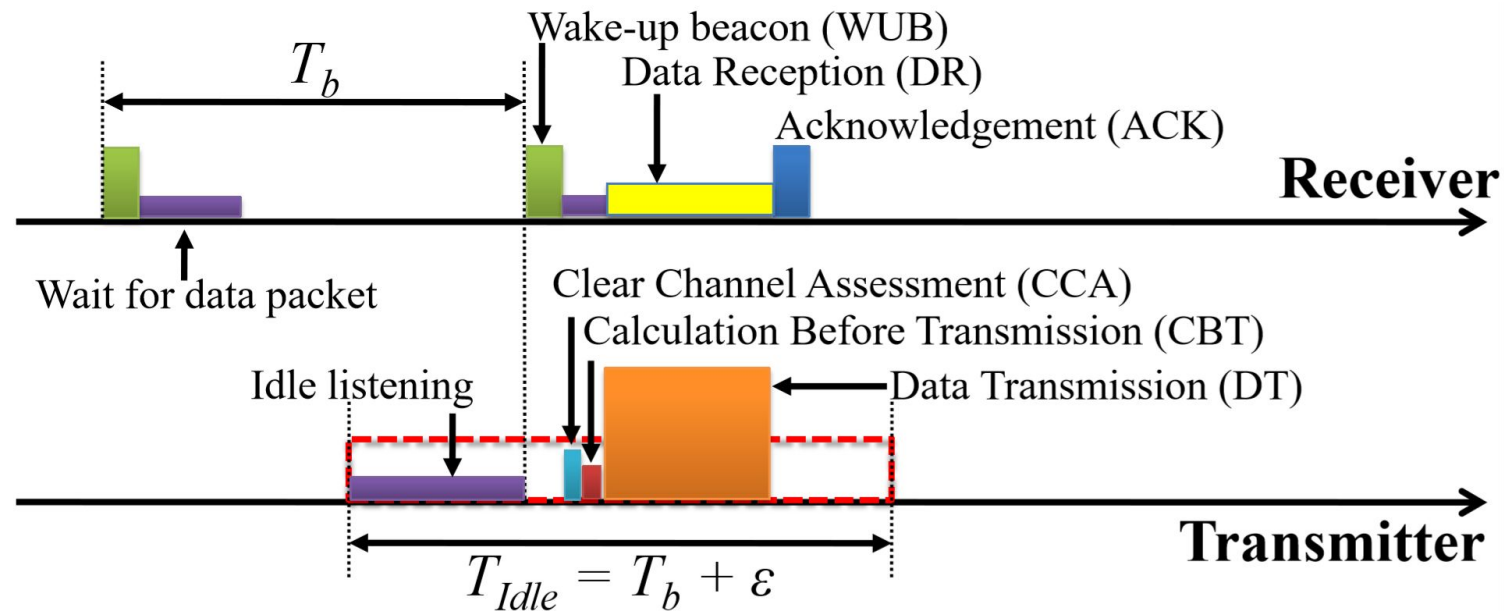 Wake-up beacon (WUB)
T_b
Data Reception (DR)
Acknowledgement (ACK)
Receiver
Wait for data packet
Clear Channel Assessment (CCA)
Calculation Before Transmission (CBT)
Idle listening
Data Transmission (DT)
Transmitter
T_Idle = T_b + ε